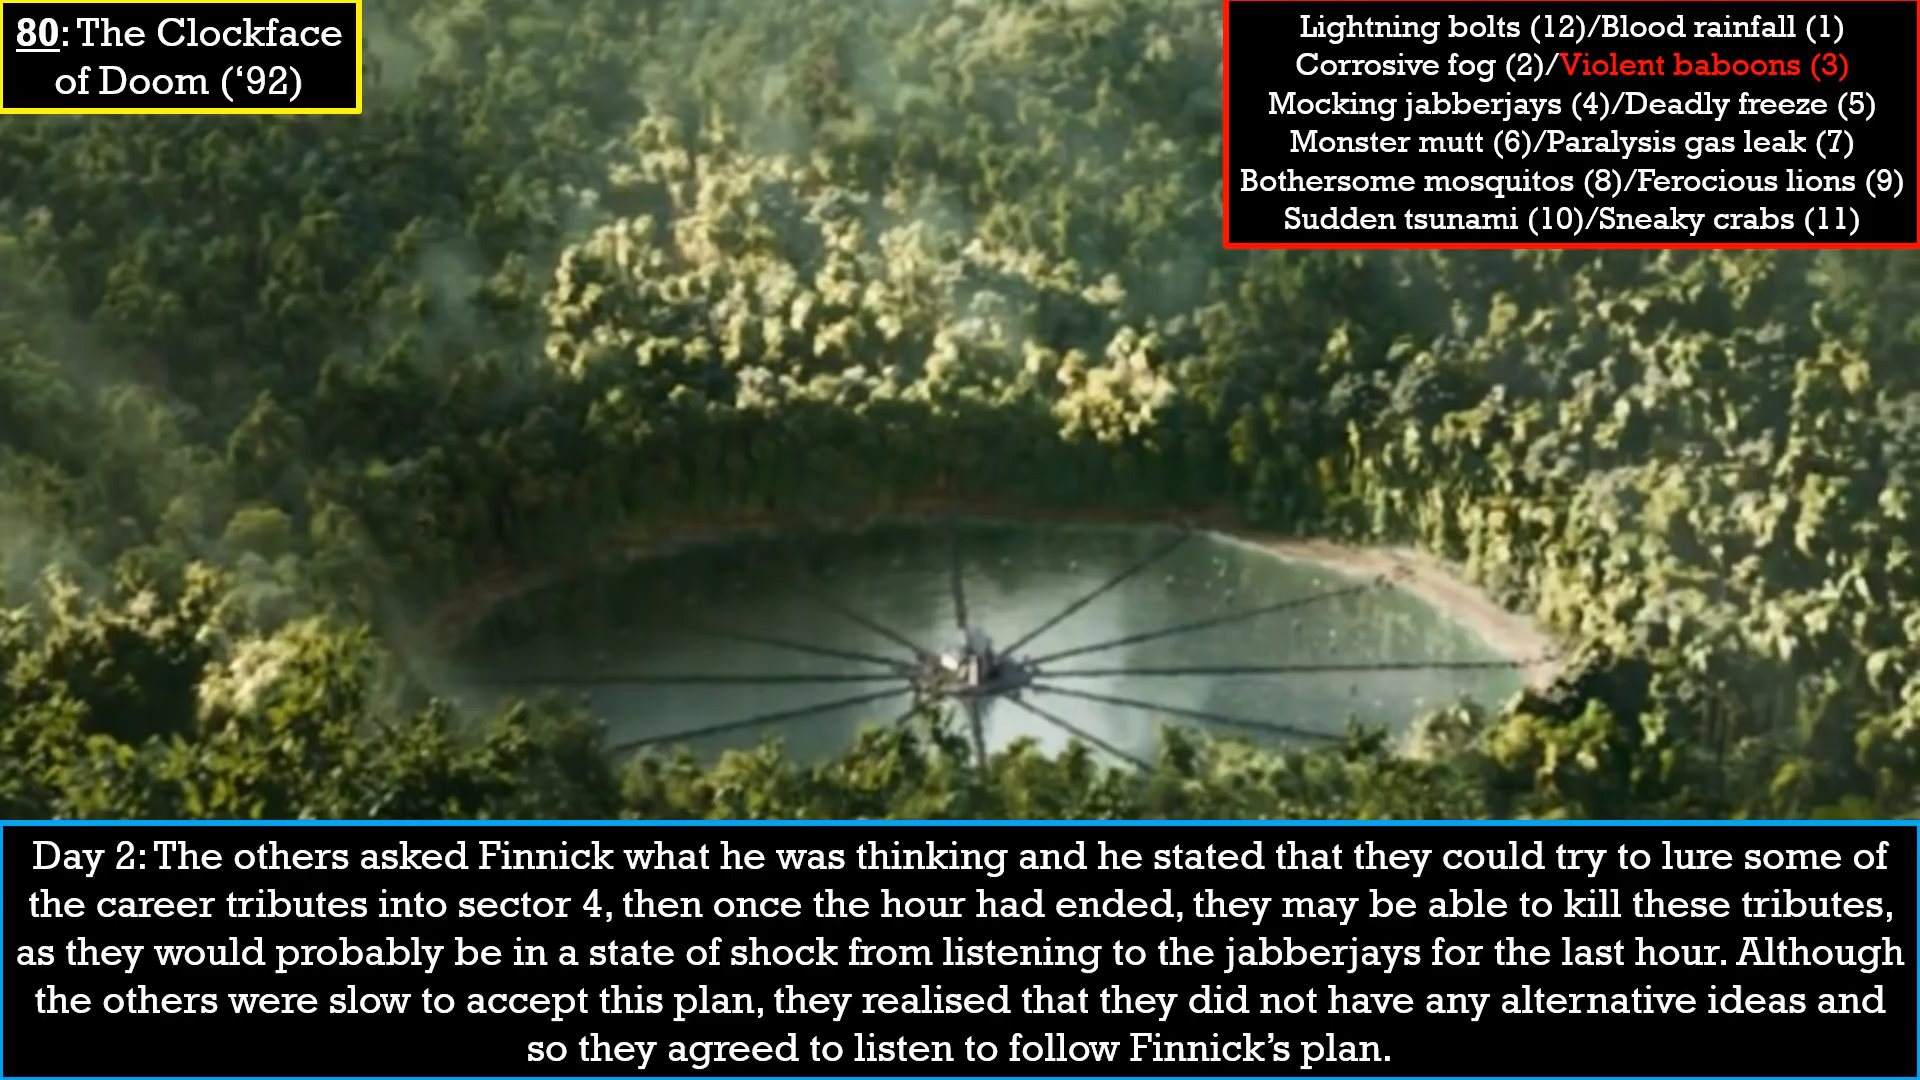 80: The Clockface
of Doom (‘92)
Lightning bolts (12)/Blood rainfall (1)
Corrosive fog (2)/Violent baboons (3)
Mocking jabberjays (4)/Deadly freeze (5)
Monster mutt (6)/Paralysis gas leak (7)
Bothersome mosquitos (8)/Ferocious lions (9)
Sudden tsunami (10)/Sneaky crabs (11)
Day 2: The others asked Finnick what he was thinking and he stated that they could try to lure some of
the career tributes into sector 4, then once the hour had ended, they may be able to kill these tributes,
as they would probably be in a state of shock from listening to the jabberjays for the last hour. Although
the others were slow to accept this plan, they realised that they did not have any alternative ideas and
so they agreed to listen to follow Finnick’s plan.